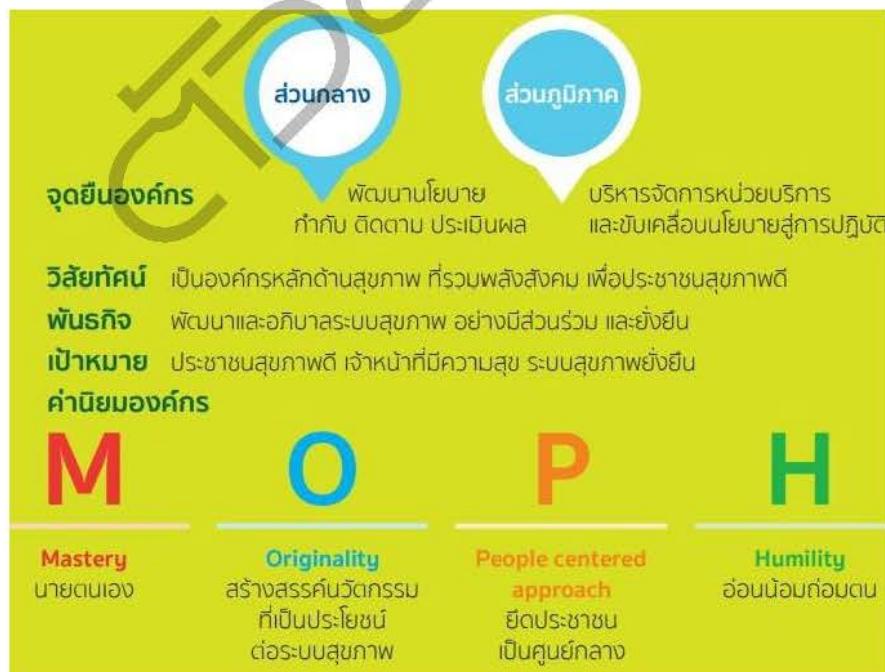 ส่วนกลาง ส่วนภูมิภาค
จุดยืนองค์กร พัฒนานโยบาย บริหารจัดการหน่วยบริการ
กำกับ ติดตาม ประเมินผล และขับเคลื่อนนโยบายสู่การปฏิบัติ
วิสัยทัศน์ เป็นองค์กรหลักด้านสุขภาพ ที่รวมพลังสังคม เพื่อประชาชนสุขภาพดี
พันธกิจ พัฒนาและอภิบาลระบบสุขภาพ อย่างมีส่วนร่วม และยั่งยืน
เป้าหมาย ประชาชนสุขภาพดี เจ้าหน้าที่มีความสุข ระบบสุขภาพยั่งยืน
ค่านิยมองค์กร
M O P H
Mastery
นายตนเอง
Originality
สร้างสรรค์นวัตกรรม
ที่เป็นประโยชน์
ต่อระบบสุขภาพ
People centered
approach
ยึดประชาชน
เป็นศูนย์กลาง
Humility
อ่อนน้อมถ่อมตน